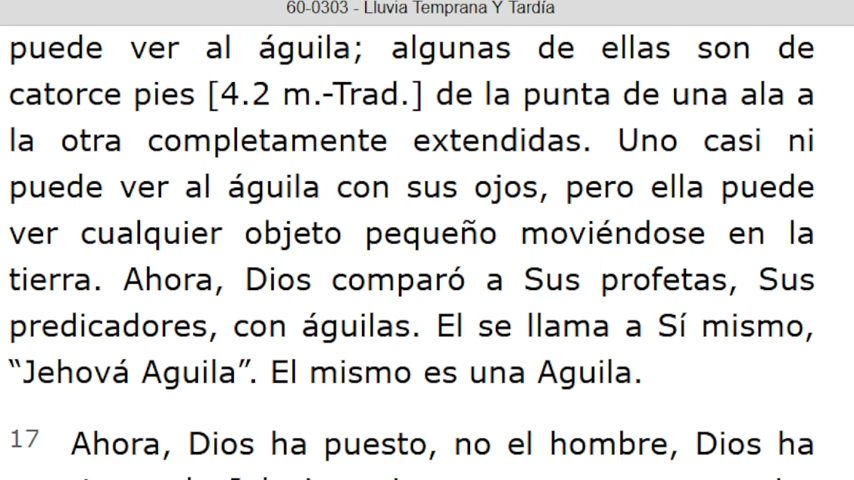 60-0303 - Lluvia Temprana Y Tardía
puede ver al águila; algunas de ellas son de
catorce pies [4.2 m.-Trad.] de la punta de una ala a
la otra completamente extendidas. Uno casi ni
puede ver al águila con sus ojos, pero ella puede
ver cualquier objeto pequeño moviéndose en la
tierra. Ahora, Dios comparó a Sus profetas, Sus
predicadores, con águilas. El se llama a Sí mismo,
“Jehová Aguila”. El mismo es una Aguila.
17 Ahora, Dios ha puesto, no el hombre, Dios ha